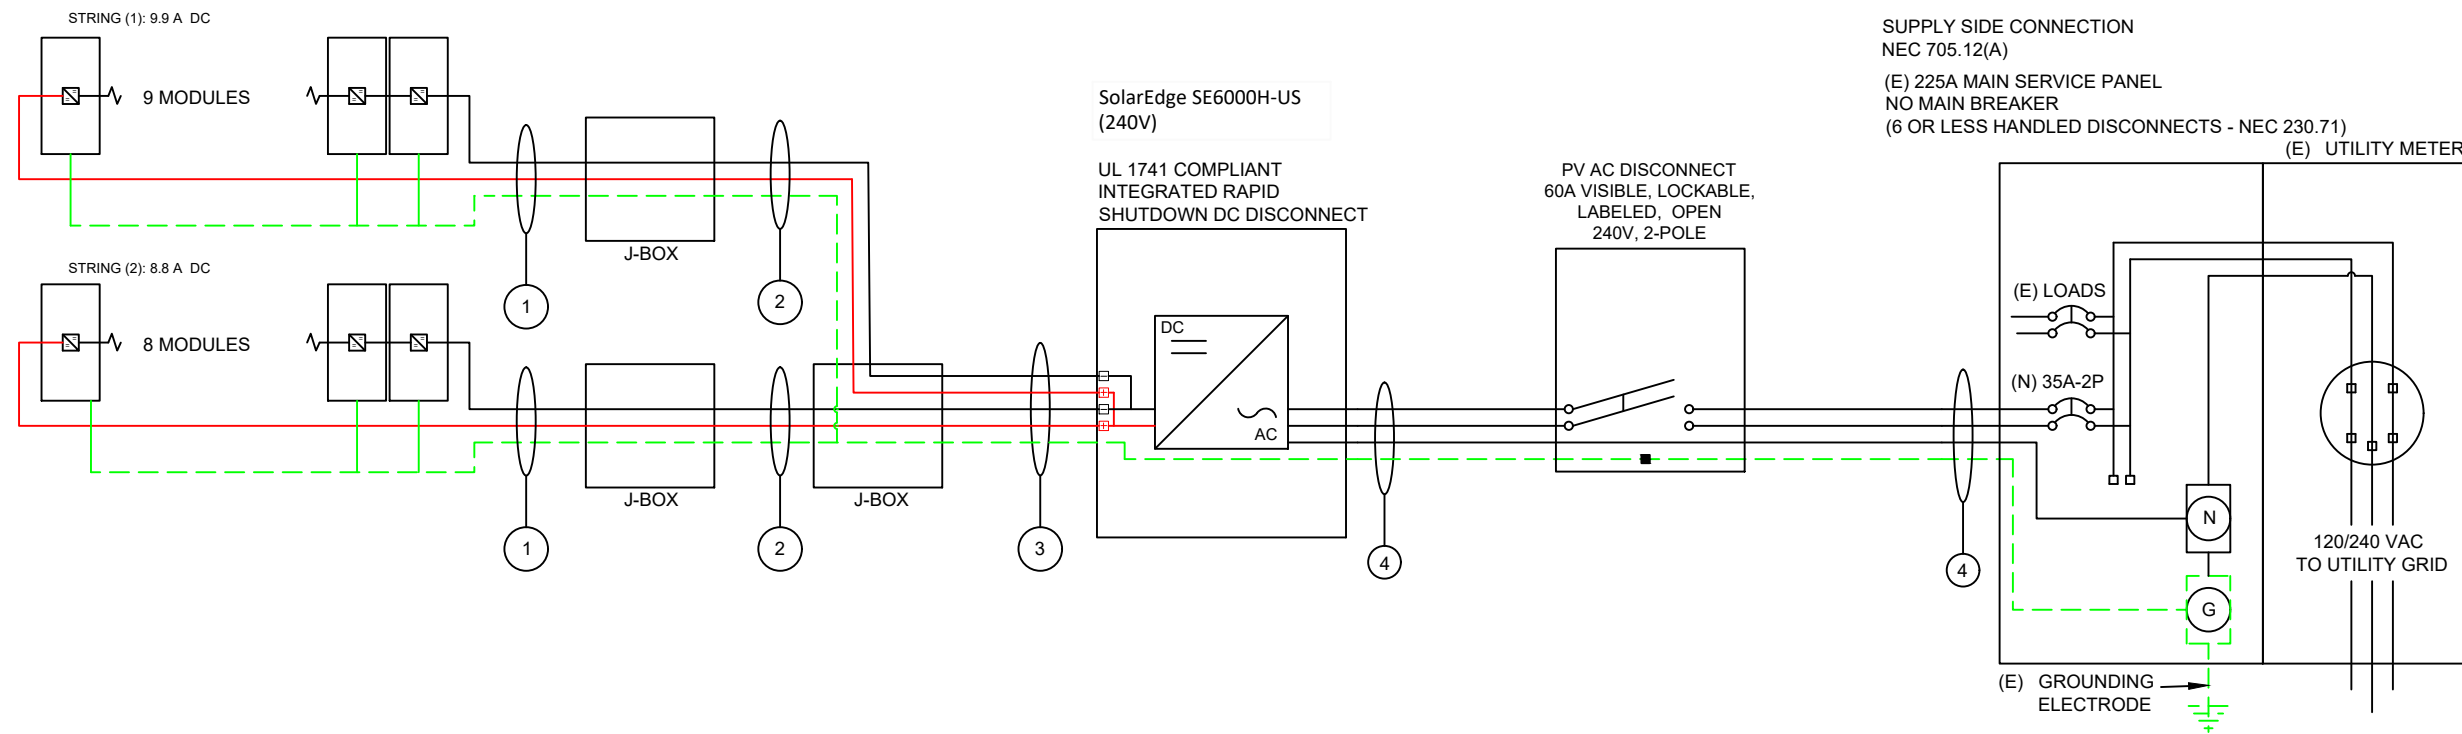 STRING (1): 9.9 A  DC
9 MODULES
J-BOX
1
2
STRING (2): 8.8 A  DC
8 MODULES
J-BOX
J-BOX
1
2
3
SolarEdge SE6000H-US
(240V)
UL 1741 COMPLIANT
INTEGRATED RAPID
SHUTDOWN DC DISCONNECT
DC
AC
4
PV AC DISCONNECT
60A VISIBLE, LOCKABLE,
LABELED,  OPEN
240V, 2-POLE
4
SUPPLY SIDE CONNECTION
NEC 705.12(A)
(E) 225A MAIN SERVICE PANEL
NO MAIN BREAKER
(6 OR LESS HANDLED DISCONNECTS - NEC 230.71)
(E)   UTILITY METER
(E) LOADS
(N) 35A-2P
N
G
120/240 VAC
TO UTILITY GRID
(E)   GROUNDING
ELECTRODE